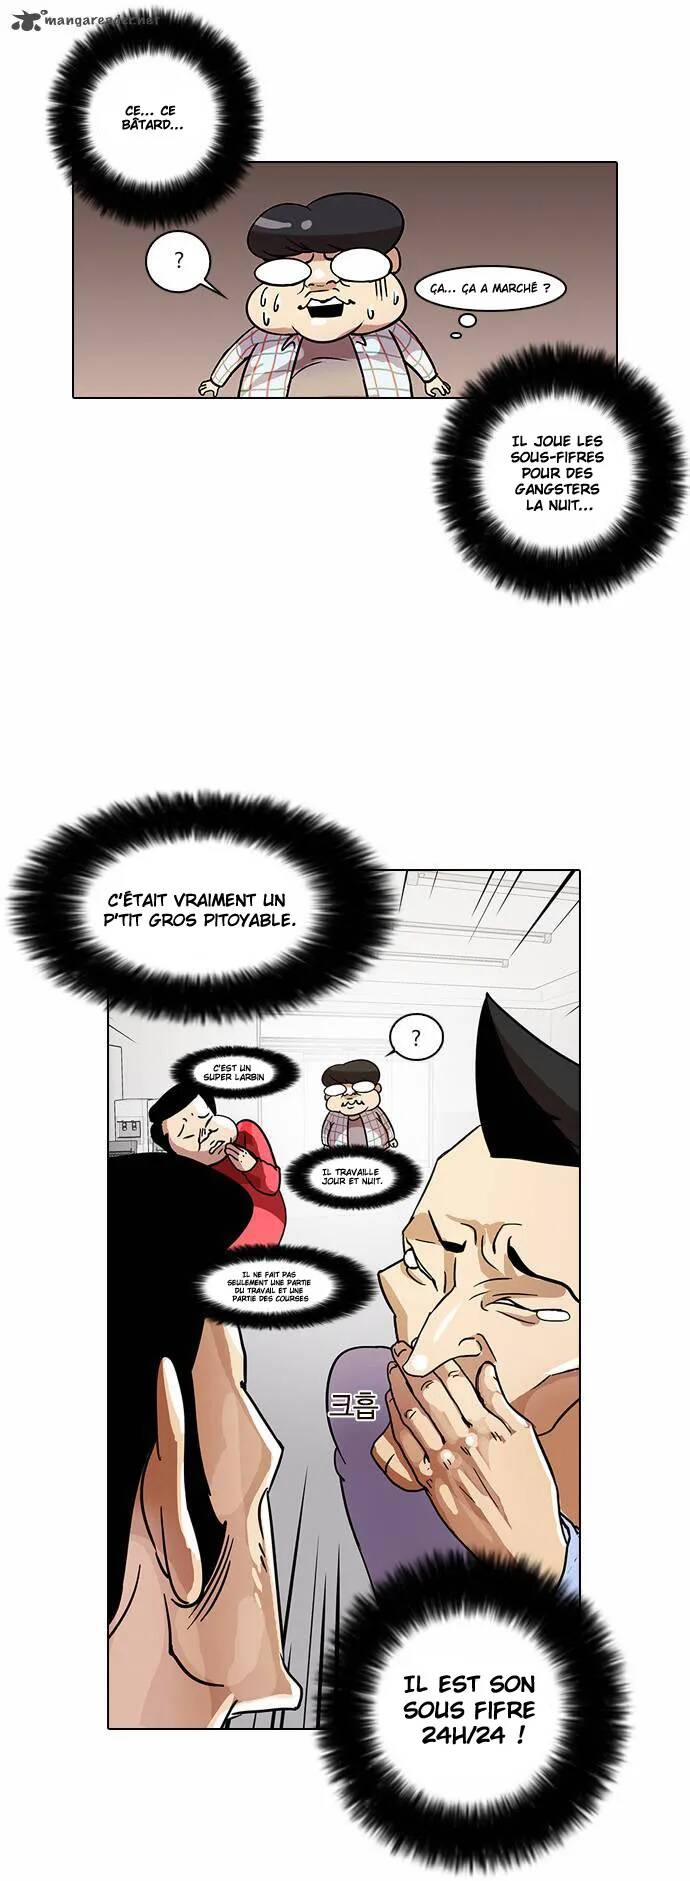 mangareader.net
CE... CE
BÂTARD...
?
ÇA... ÇA A MARCHÉ ?
IL JOUE LES
SOUS-FIFRES
POUR DES
GANGSTERS
LA NUIT...
C'ÉTAIT VRAIMENT UN
P'TIT GROS PITOYABLE.
?
C'EST UN
SUPER LARBIN
IL TRAVAILLE
JOUR ET NUIT.
IL NE FAIT PAS
SEULEMENT UNE PARTIE
DU TRAVAIL ET UNE
PARTIE DES COURSES
크흡
IL EST SON
SOUS FIFRE
24H/24 !